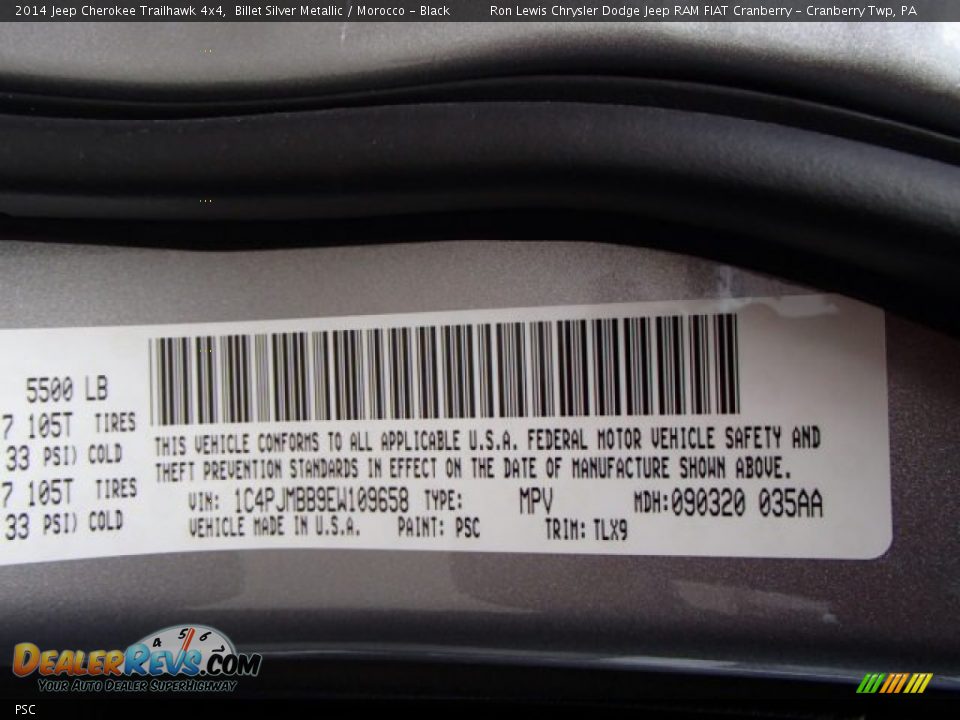 2014 Jeep Cherokee Trailhawk 4x4, Billet Silver Metallic / Morocco - Black Ron Lewis Chrysler Dodge Jeep RAM FIAT Cranberry - Cranberry Twp, PA
5500 LB
7 105T TIRES
33 PSI) COLD
7 105T TIRES
33 PSI) COLD
THIS VEHICLE CONFORMS TO ALL APPLICABLE U.S.A. FEDERAL MOTOR VEHICLE SAFETY AND
THEFT PREVENTION STANDARDS IN EFFECT ON THE DATE OF MANUFACTURE SHOWN ABOVE.
VIN: 1C4PJMBB9EW109658 TYPE: MPV MDH:090320 035AA
VEHICLE MADE IN U.S.A. PAINT: PSC TRIM: TLX9
4 5 6
DEALERREVS.COM
YOUR AUTO DEALER SUPERHIGHWAY
PSC